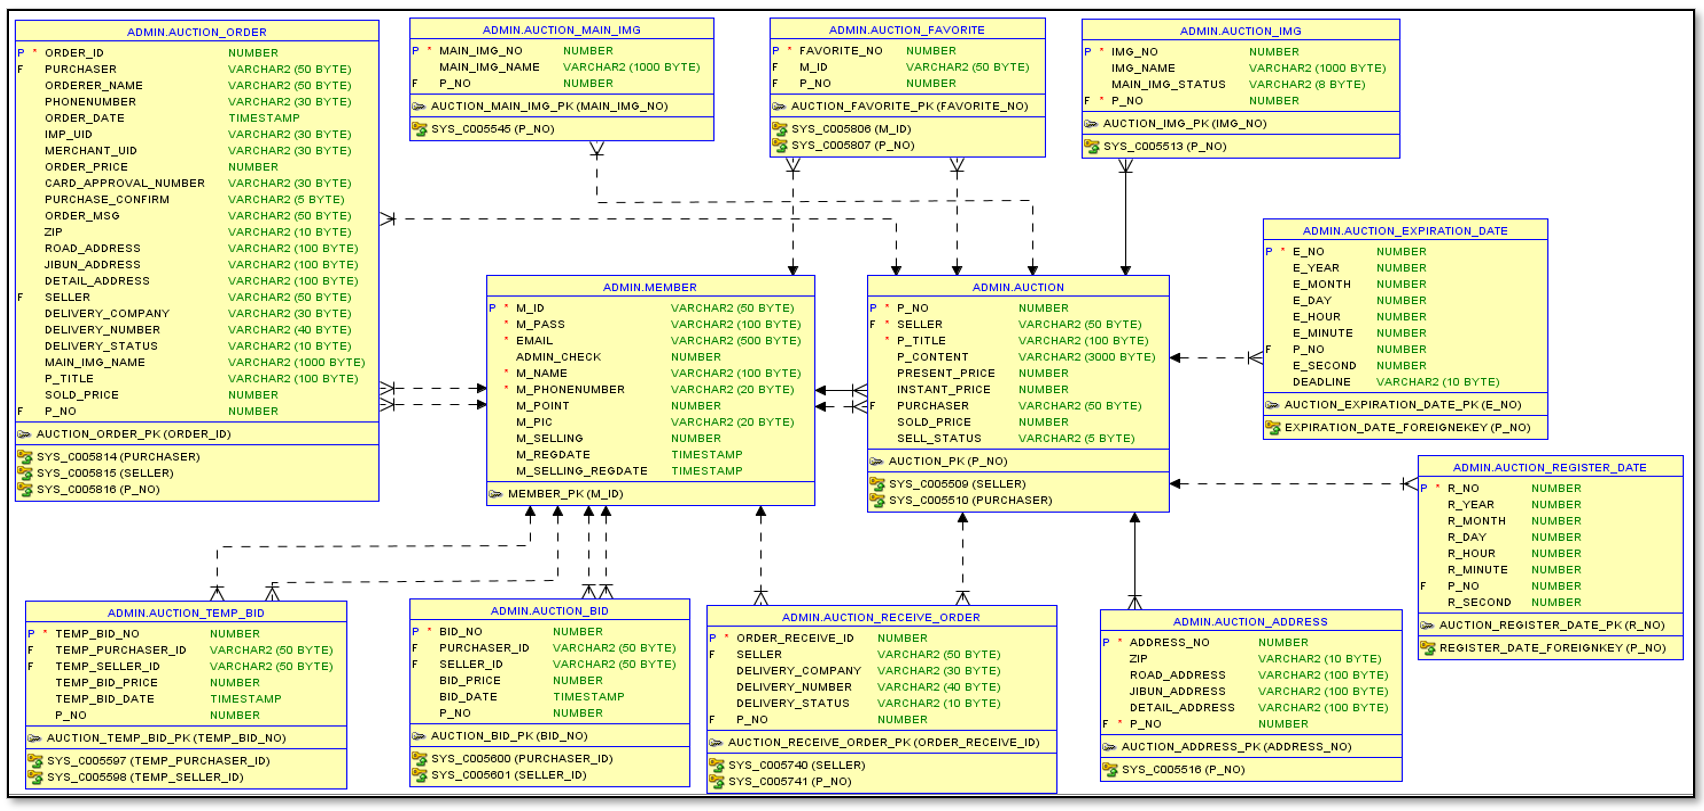 ADMIN.AUCTION_ORDER
P * ORDER_ID NUMBER
F PURCHASER VARCHAR2 (50 BYTE)
ORDERER_NAME VARCHAR2 (50 BYTE)
PHONENUMBER VARCHAR2 (30 BYTE)
ORDER_DATE TIMESTAMP
IMP_UID VARCHAR2 (30 BYTE)
MERCHANT_UID VARCHAR2 (30 BYTE)
ORDER_PRICE NUMBER
CARD_APPROVAL_NUMBER VARCHAR2 (30 BYTE)
PURCHASE_CONFIRM VARCHAR2 (5 BYTE)
ORDER_MSG VARCHAR2 (50 BYTE)
ZIP VARCHAR2 (10 BYTE)
ROAD_ADDRESS VARCHAR2 (100 BYTE)
JIBUN_ADDRESS VARCHAR2 (100 BYTE)
DETAIL_ADDRESS VARCHAR2 (100 BYTE)
F SELLER VARCHAR2 (50 BYTE)
DELIVERY_COMPANY VARCHAR2 (30 BYTE)
DELIVERY_NUMBER VARCHAR2 (40 BYTE)
DELIVERY_STATUS VARCHAR2 (10 BYTE)
MAIN_IMG_NAME VARCHAR2 (1000 BYTE)
P_TITLE VARCHAR2 (100 BYTE)
SOLD_PRICE NUMBER
F P_NO NUMBER
AUCTION_ORDER_PK (ORDER_ID)
SYS_C005814 (PURCHASER)
SYS_C005815 (SELLER)
SYS_C005816 (P_NO)
ADMIN.AUCTION_MAIN_IMG
P * MAIN_IMG_NO NUMBER
MAIN_IMG_NAME VARCHAR2 (1000 BYTE)
F P_NO NUMBER
AUCTION_MAIN_IMG_PK (MAIN_IMG_NO)
SYS_C005545 (P_NO)
ADMIN.AUCTION_FAVORITE
P * FAVORITE_NO NUMBER
F M_ID VARCHAR2 (50 BYTE)
F P_NO NUMBER
AUCTION_FAVORITE_PK (FAVORITE_NO)
SYS_C005806 (M_ID)
SYS_C005807 (P_NO)
ADMIN.AUCTION_IMG
P * IMG_NO NUMBER
IMG_NAME VARCHAR2 (1000 BYTE)
MAIN_IMG_STATUS VARCHAR2 (8 BYTE)
F * P_NO NUMBER
AUCTION_IMG_PK (IMG_NO)
SYS_C005513 (P_NO)
ADMIN.MEMBER
P * M_ID VARCHAR2 (50 BYTE)
* M_PASS VARCHAR2 (100 BYTE)
* EMAIL VARCHAR2 (500 BYTE)
ADMIN_CHECK NUMBER
* M_NAME VARCHAR2 (100 BYTE)
* M_PHONENUMBER VARCHAR2 (20 BYTE)
M_POINT NUMBER
M_PIC VARCHAR2 (20 BYTE)
M_SELLING NUMBER
M_REGDATE TIMESTAMP
M_SELLING_REGDATE TIMESTAMP
MEMBER_PK (M_ID)
ADMIN.AUCTION
P * P_NO NUMBER
F * SELLER VARCHAR2 (50 BYTE)
* P_TITLE VARCHAR2 (100 BYTE)
P_CONTENT VARCHAR2 (3000 BYTE)
PRESENT_PRICE NUMBER
INSTANT_PRICE NUMBER
F PURCHASER VARCHAR2 (50 BYTE)
SOLD_PRICE NUMBER
SELL_STATUS VARCHAR2 (5 BYTE)
AUCTION_PK (P_NO)
SYS_C005509 (SELLER)
SYS_C005510 (PURCHASER)
ADMIN.AUCTION_EXPIRATION_DATE
P * E_NO NUMBER
E_YEAR NUMBER
E_MONTH NUMBER
E_DAY NUMBER
E_HOUR NUMBER
E_MINUTE NUMBER
F P_NO NUMBER
E_SECOND NUMBER
DEADLINE VARCHAR2 (10 BYTE)
AUCTION_EXPIRATION_DATE_PK (E_NO)
EXPIRATION_DATE_FOREIGNEKEY (P_NO)
ADMIN.AUCTION_REGISTER_DATE
P * R_NO NUMBER
R_YEAR NUMBER
R_MONTH NUMBER
R_DAY NUMBER
R_HOUR NUMBER
R_MINUTE NUMBER
F P_NO NUMBER
R_SECOND NUMBER
AUCTION_REGISTER_DATE_PK (R_NO)
REGISTER_DATE_FOREIGNKEY (P_NO)
ADMIN.AUCTION_TEMP_BID
P * TEMP_BID_NO NUMBER
F TEMP_PURCHASER_ID VARCHAR2 (50 BYTE)
F TEMP_SELLER_ID VARCHAR2 (50 BYTE)
TEMP_BID_PRICE NUMBER
TEMP_BID_DATE TIMESTAMP
P_NO NUMBER
AUCTION_TEMP_BID_PK (TEMP_BID_NO)
SYS_C005597 (TEMP_PURCHASER_ID)
SYS_C005598 (TEMP_SELLER_ID)
ADMIN.AUCTION_BID
P * BID_NO NUMBER
F PURCHASER_ID VARCHAR2 (50 BYTE)
F SELLER_ID VARCHAR2 (50 BYTE)
BID_PRICE NUMBER
BID_DATE TIMESTAMP
P_NO NUMBER
AUCTION_BID_PK (BID_NO)
SYS_C005600 (PURCHASER_ID)
SYS_C005601 (SELLER_ID)
ADMIN.AUCTION_RECEIVE_ORDER
P * ORDER_RECEIVE_ID NUMBER
F SELLER VARCHAR2 (50 BYTE)
DELIVERY_COMPANY VARCHAR2 (30 BYTE)
DELIVERY_NUMBER VARCHAR2 (40 BYTE)
DELIVERY_STATUS VARCHAR2 (10 BYTE)
F P_NO NUMBER
AUCTION_RECEIVE_ORDER_PK (ORDER_RECEIVE_ID)
SYS_C005740 (SELLER)
SYS_C005741 (P_NO)
ADMIN.AUCTION_ADDRESS
P * ADDRESS_NO NUMBER
ZIP VARCHAR2 (10 BYTE)
ROAD_ADDRESS VARCHAR2 (100 BYTE)
JIBUN_ADDRESS VARCHAR2 (100 BYTE)
DETAIL_ADDRESS VARCHAR2 (100 BYTE)
F * P_NO NUMBER
AUCTION_ADDRESS_PK (ADDRESS_NO)
SYS_C005516 (P_NO)